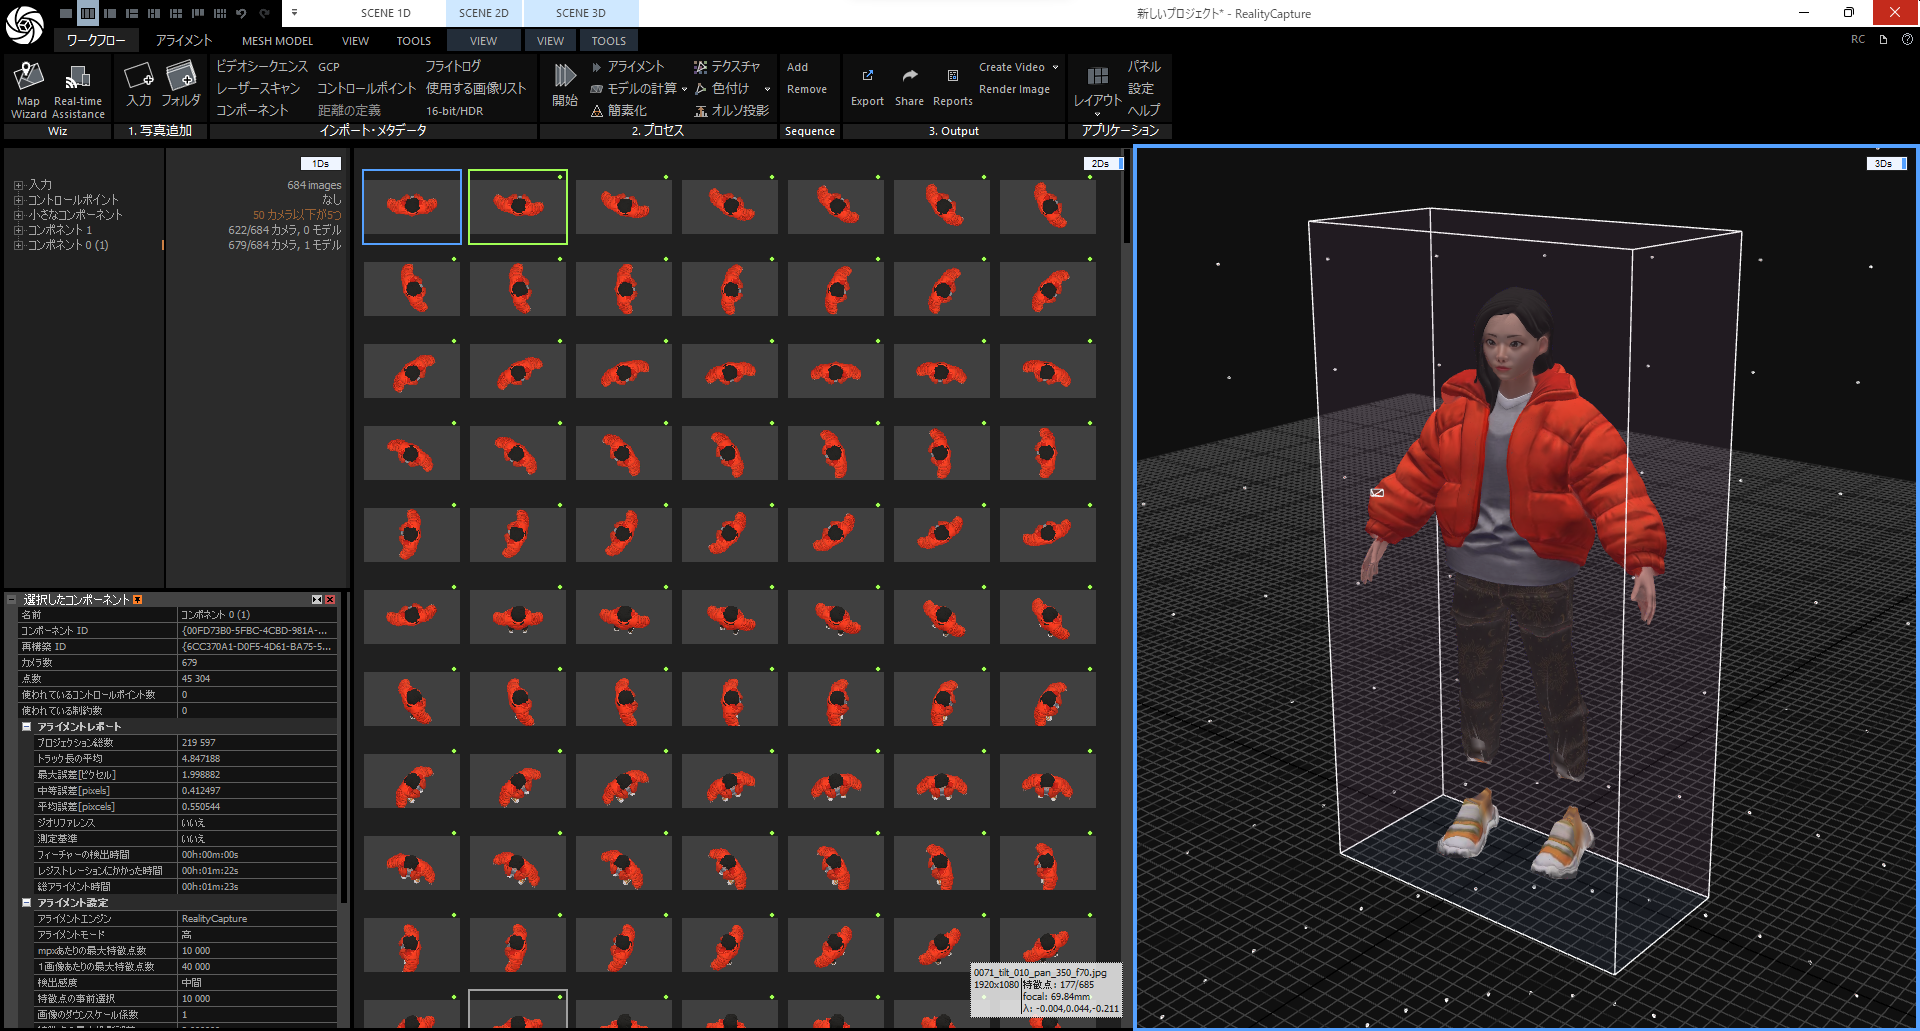 SCENE 1D
SCENE 2D
SCENE 3D
新しいプロジェクト* - RealityCapture
ワークフロー
アライメント
MESH MODEL
VIEW
TOOLS
VIEW
VIEW
TOOLS
RC
Map Wizard
Real-time Assistance
Wiz
入力
フォルダ
1. 写真追加
ビデオシークエンス
GCP
フライトログ
レーザースキャン
コントロールポイント
使用する画像リスト
コンポーネント
距離の定義
16-bit/HDR
インポート・メタデータ
開始
アライメント
テクスチャ
モデルの計算
色付け
簡素化
オルソ投影
2. プロセス
Add
Remove
Sequence
Export
Share
Reports
Create Video
Render Image
3. Output
レイアウト
パネル
設定
ヘルプ
アプリケーション
1Ds
入力
684 images
コントロールポイント
なし
小さなコンポーネント
50 カメラ以下が5つ
コンポーネント 1
622/684 カメラ, 0 モデル
コンポーネント 0 (1)
679/684 カメラ, 1 モデル
2Ds
3Ds
選択したコンポーネント
名前
コンポーネント 0 (1)
コンポーネント ID
{00FD73B0-5FBC-4CBD-981A-...
再構築 ID
{6CC370A1-D0F5-4D61-BA75-5...
カメラ数
679
点数
45 304
使われているコントロールポイント数
0
使われている制約数
0
アライメントレポート
プロジェクション総数
219 597
トラック長の平均
4.847188
最大誤差[ピクセル]
1.998882
中等誤差[pixels]
0.412497
平均誤差[pixcels]
0.550544
ジオリファレンス
いいえ
測定基準
いいえ
フィーチャーの検出時間
00h:00m:00s
レジストレーションにかかった時間
00h:01m:22s
総アライメント時間
00h:01m:23s
アライメント設定
アライメントエンジン
RealityCapture
アライメントモード
高
mpxあたりの最大特徴点数
10 000
1画像あたりの最大特徴点数
40 000
検出感度
中間
特徴点の事前選択
10 000
画像のダウンスケール係数
1
0071_tilt_010_pan_350_f70.jpg
1920x1080
特徴点: 177/685
focal: 69.84mm
λ: -0.004,0.044,-0.211